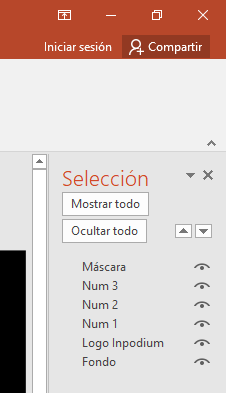 Iniciar sesión Compartir
Selección
Mostrar todo
Ocultar todo
Máscara
Num 3
Num 2
Num 1
Logo Inpodium
Fondo